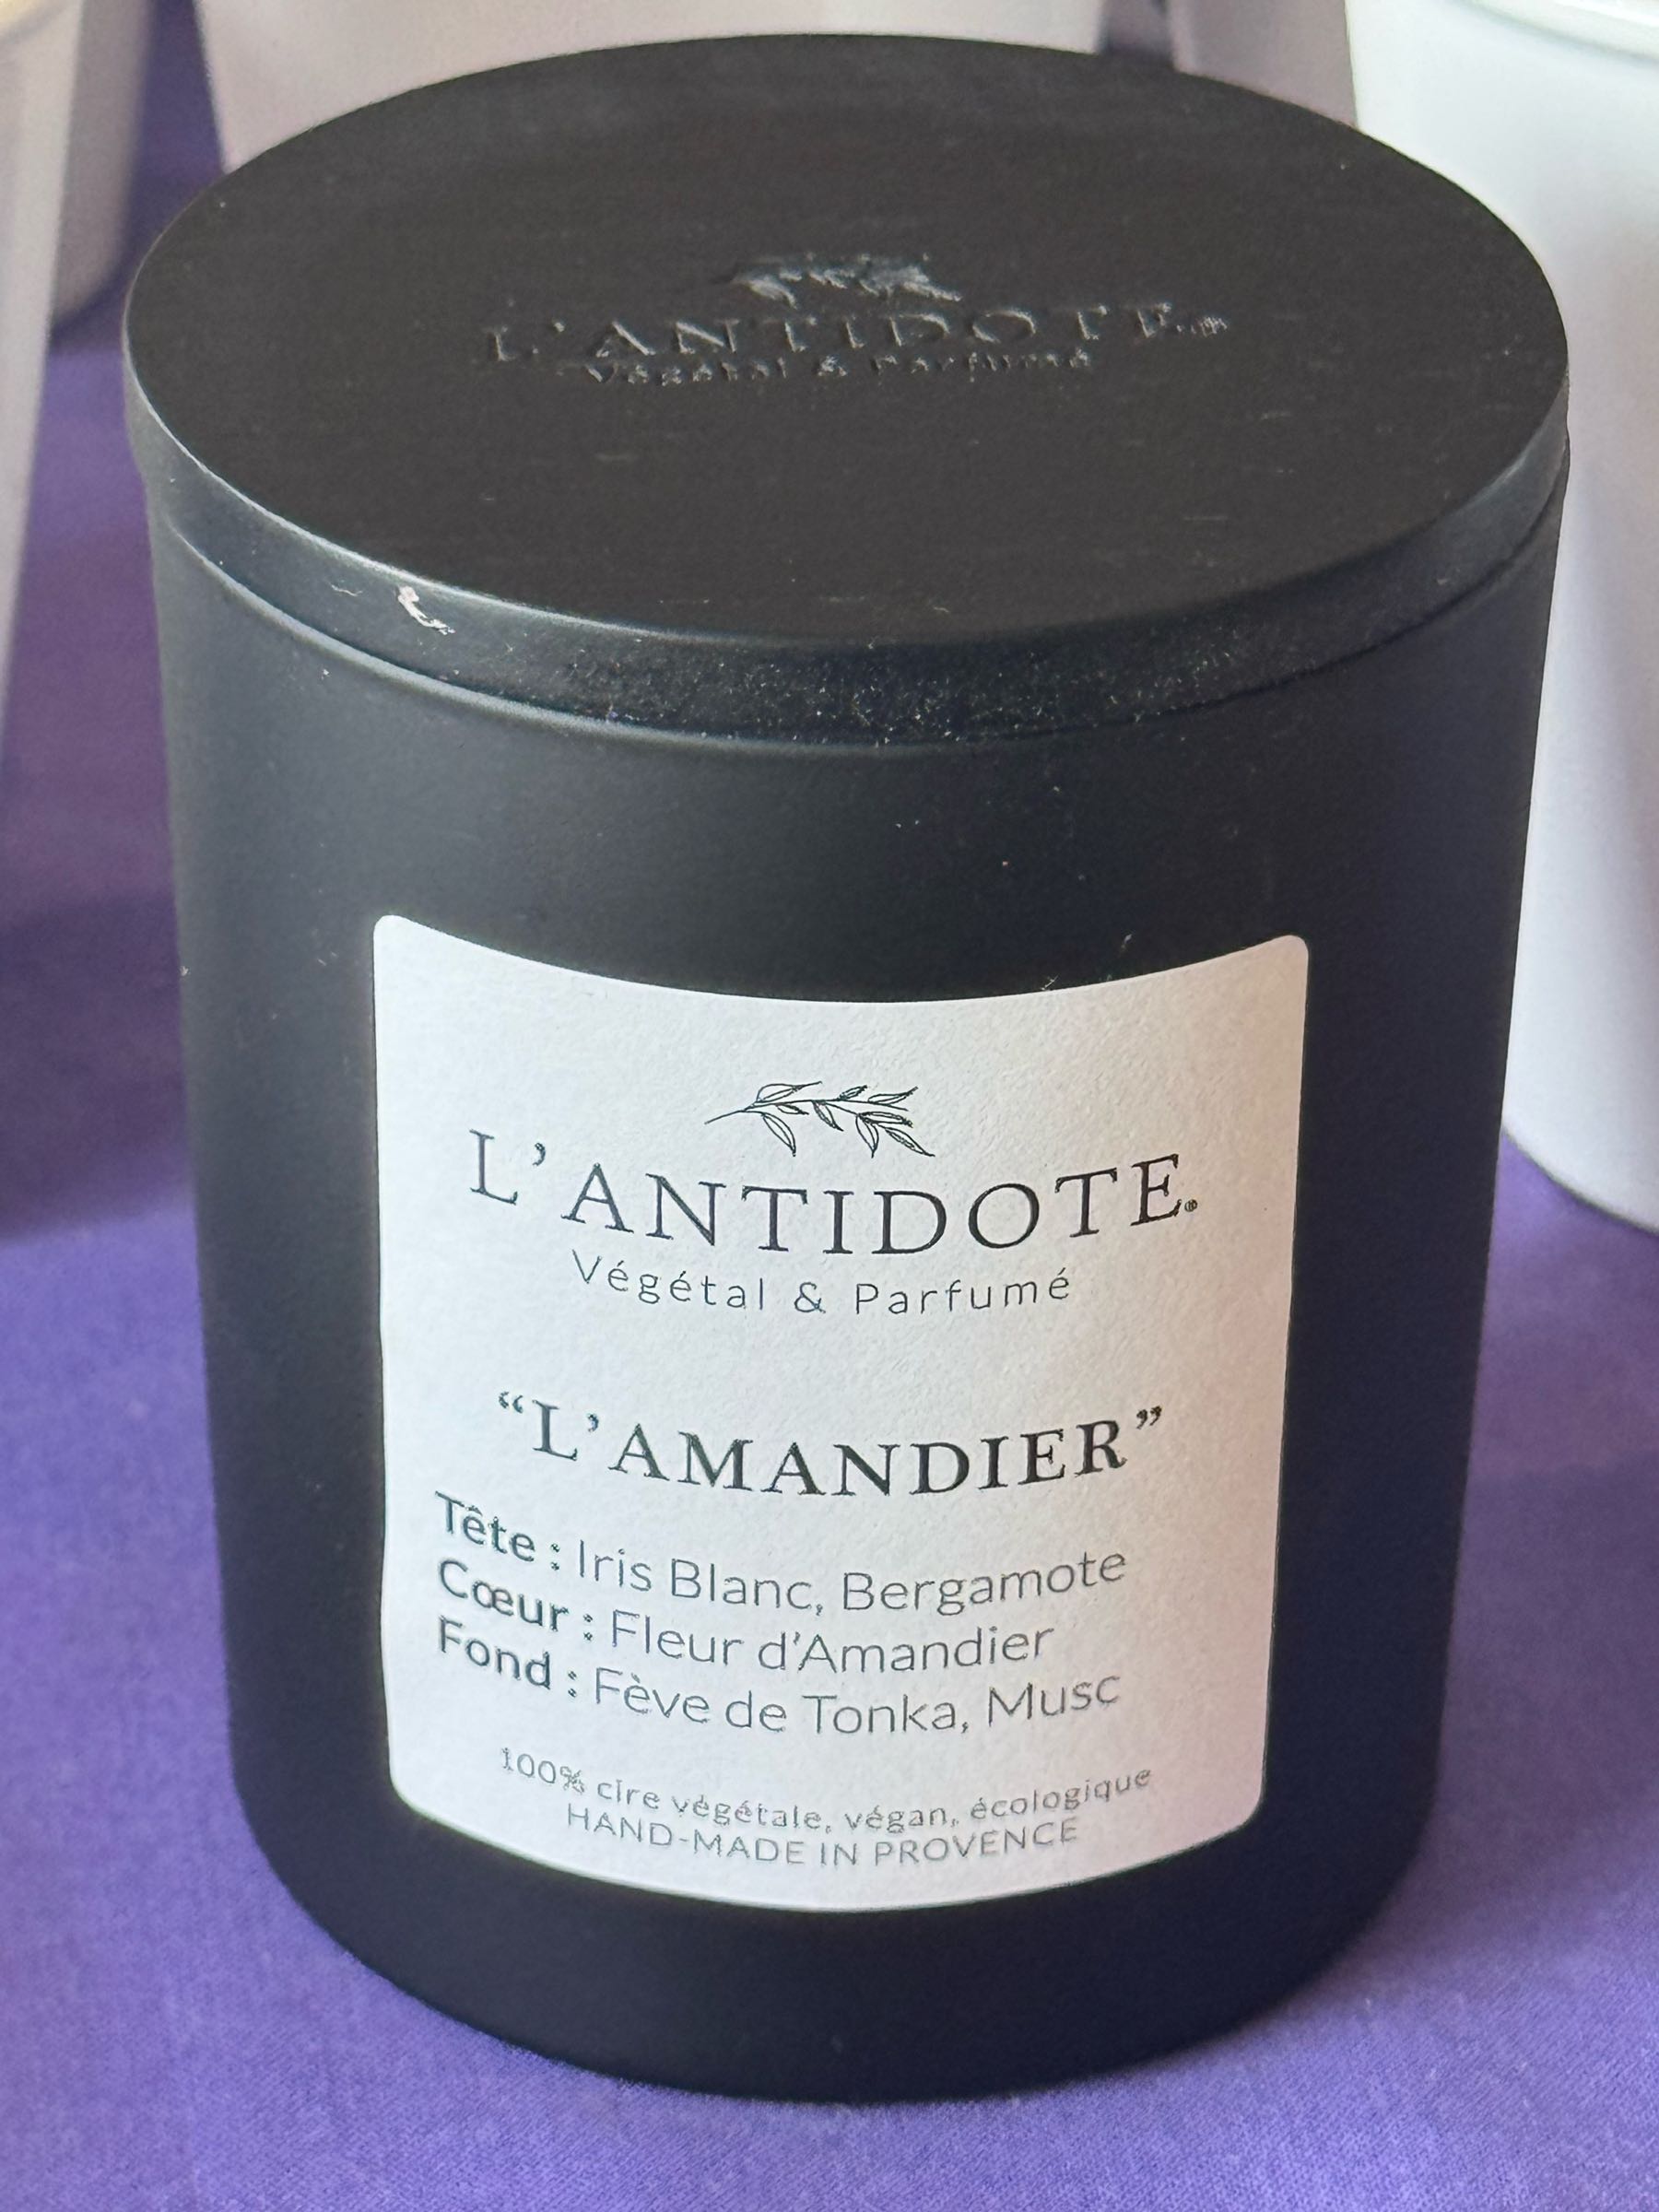 L'ANTIDOTE®
Végétal & Parfumé
L'ANTIDOTE®
Végétal & Parfumé
“L'AMANDIER”
Tête : Iris Blanc, Bergamote
Cœur : Fleur d'Amandier
Fond : Fève de Tonka, Musc
100% cire végétale, végan, écologique
HAND-MADE IN PROVENCE